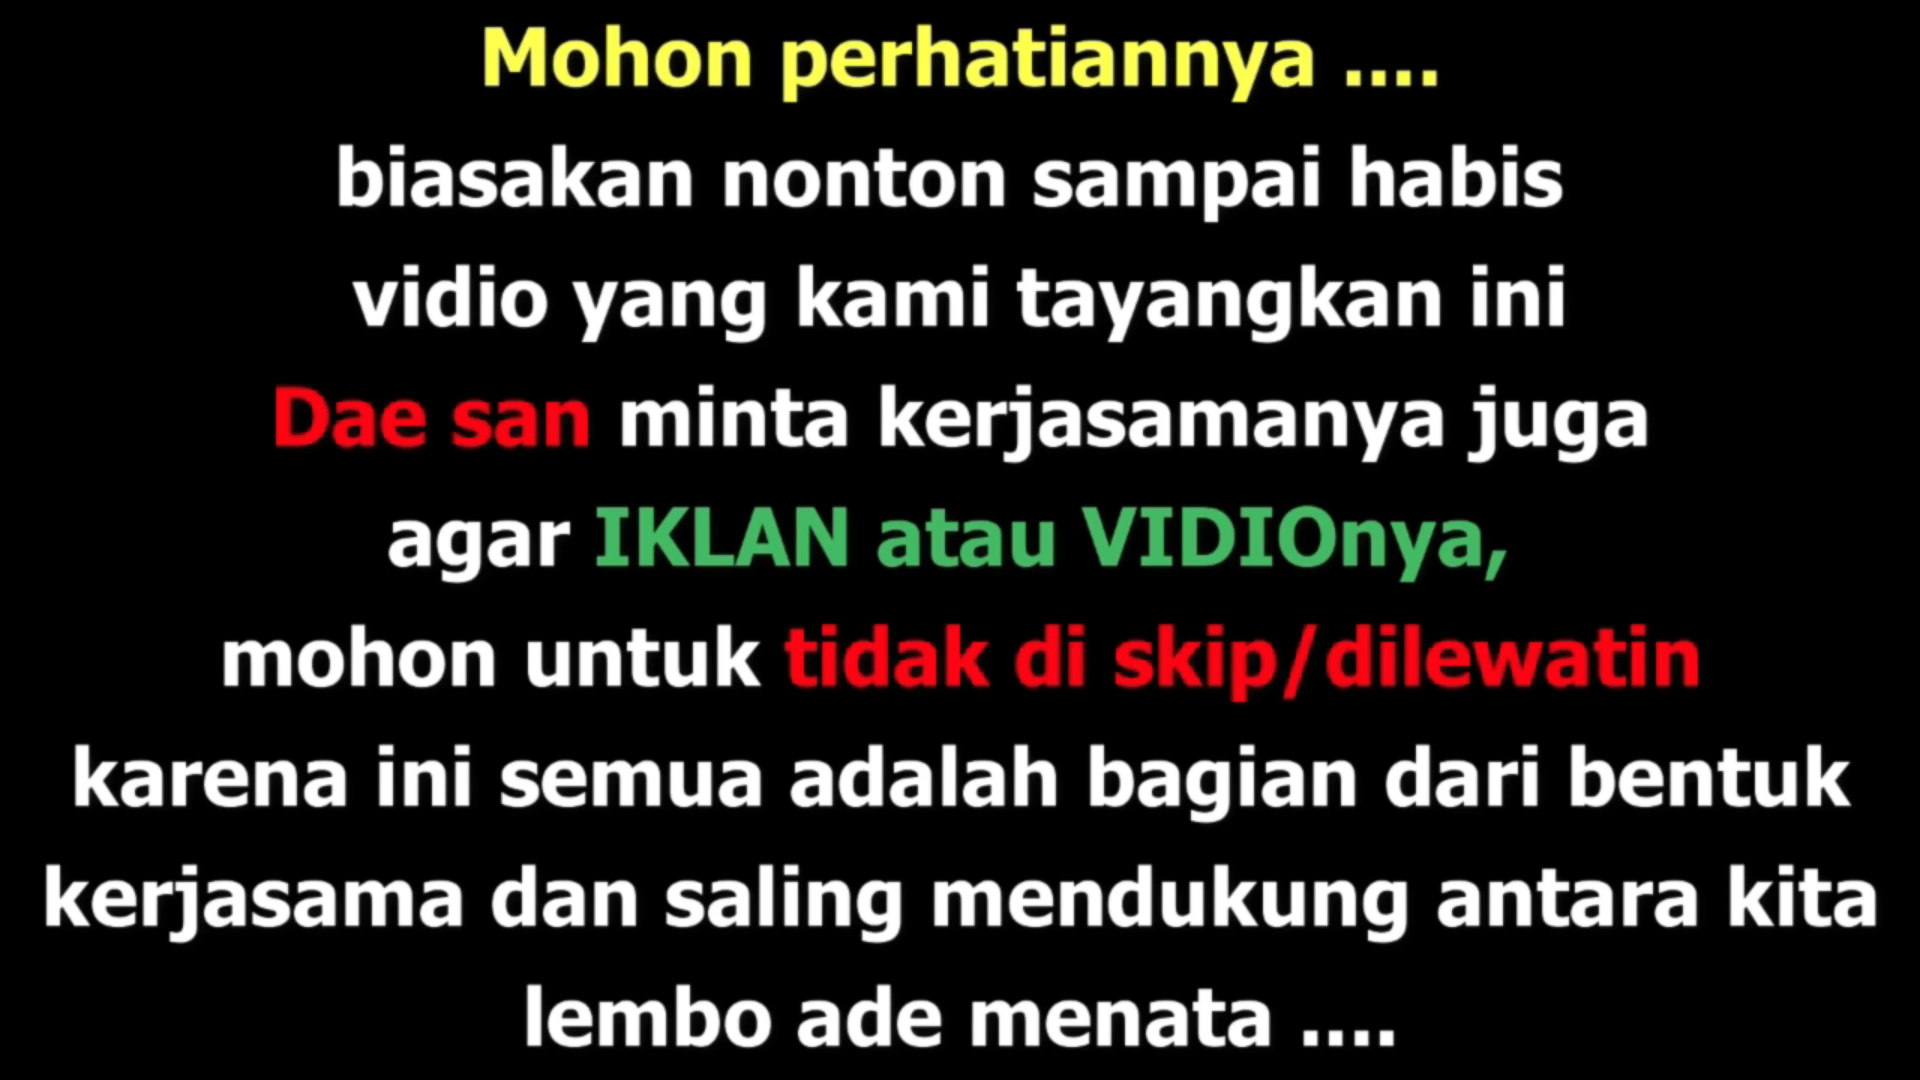 Mohon perhatiannya ....
biasakan nonton sampai habis
vidio yang kami tayangkan ini
Dae san minta kerjasamanya juga
agar IKLAN atau VIDIOnya,
mohon untuk tidak di skip/dilewatin
karena ini semua adalah bagian dari bentuk
kerjasama dan saling mendukung antara kita
lembo ade menata ....